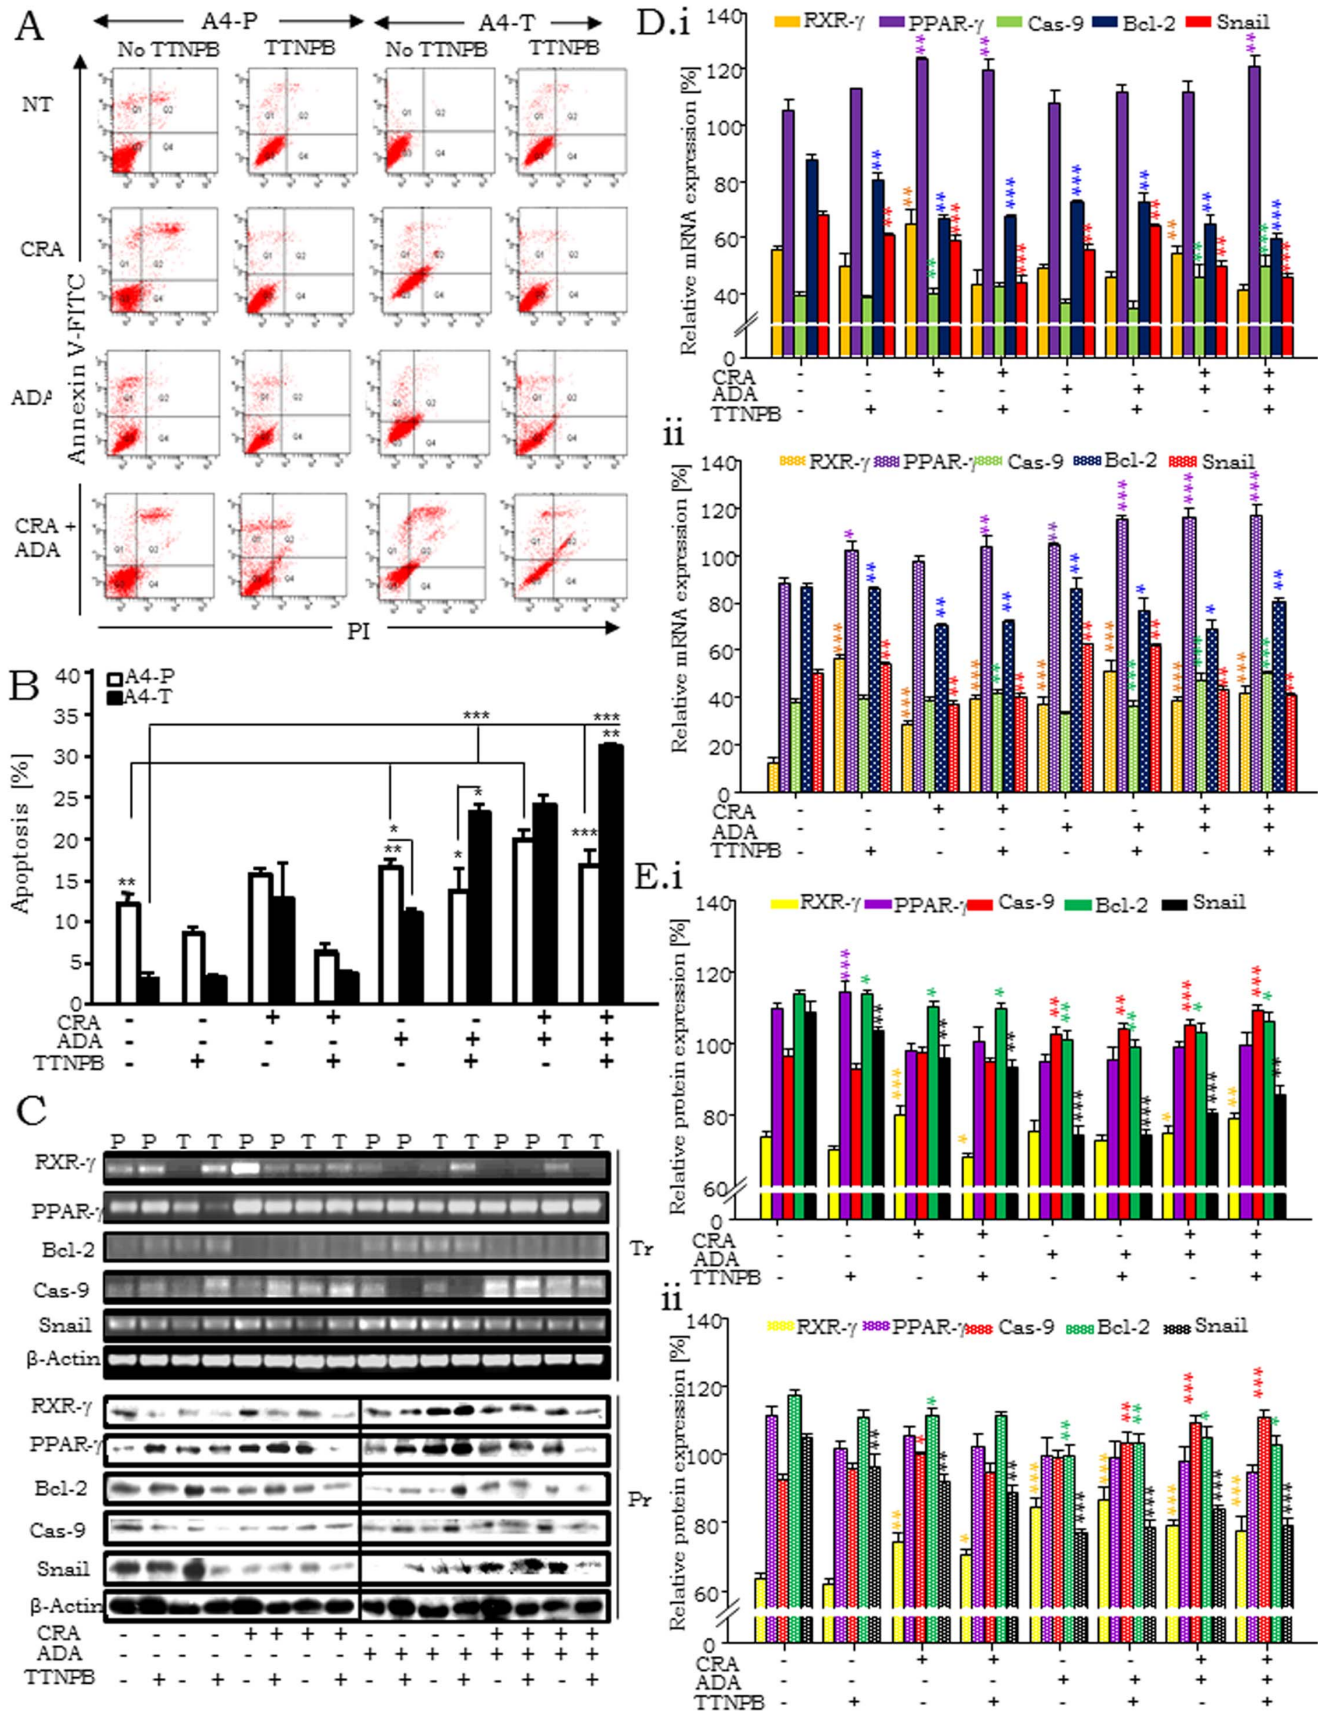 A
A4-P A4-T
No TTNPB TTNPB No TTNPB TTNPB
NT
CRA
ADA
CRA +
ADA
Annexin V-FITC
Q1 Q2 Q4
PI
B
A4-P
A4-T
Apoptosis [%]
40
35
30
25
20
15
10
5
0
** ** * * * *** *** *** **
CRA - - + + - - + +
ADA - - - - + + + +
TTNPB - + - + - + - +
C
P P T T P P T T P P T T P P T T
RXR-γ
PPAR-γ
Bcl-2
Cas-9
Snail
β-Actin
Tr
RXR-γ
PPAR-γ
Bcl-2
Cas-9
Snail
β-Actin
Pr
CRA - - - - + + + + - - - - + + + +
ADA - - - - - - - - + + + + + + + +
TTNPB - + - + - + - + - + - + - + - +
D.i
RXR-γ PPAR-γ Cas-9 Bcl-2 Snail
Relative mRNA expression [%]
140
120
100
80
60
40
0
CRA - - + + - - + +
ADA - - - - + + + +
TTNPB - + - + - + - +
ii
RXR-γ PPAR-γ Cas-9 Bcl-2 Snail
Relative mRNA expression [%]
140
120
100
80
60
40
20
0
CRA - - + + - - + +
ADA - - - - + + + +
TTNPB - + - + - + - +
E.i
RXR-γ PPAR-γ Cas-9 Bcl-2 Snail
Relative protein expression [%]
140
120
100
80
60
0
CRA - - + + - - + +
ADA - - - - + + + +
TTNPB - + - + - + - +
ii
RXR-γ PPAR-γ Cas-9 Bcl-2 Snail
Relative protein expression [%]
140
120
100
80
60
0
CRA - - + + - - + +
ADA - - - - + + + +
TTNPB - + - + - + - +